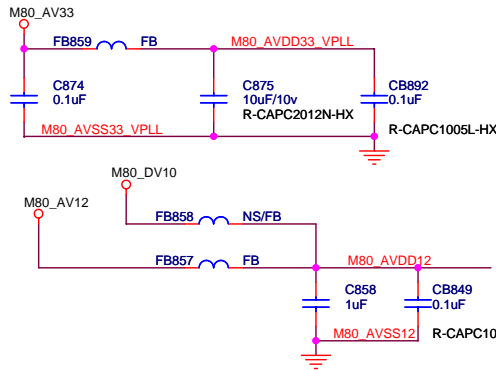 M80_AV33
FB859 FB M80_AVDD33_VPLL
C874
0.1uF
C875
10uF/10v
R-CAPC2012N-HX
CB892
0.1uF
M80_AVSS33_VPLL
R-CAPC1005L-HX
M80_DV10
M80_AV12
FB858 NS/FB
FB857 FB M80_AVDD12
C858
1uF
CB849
0.1uF
M80_AVSS12 R-CAPC10